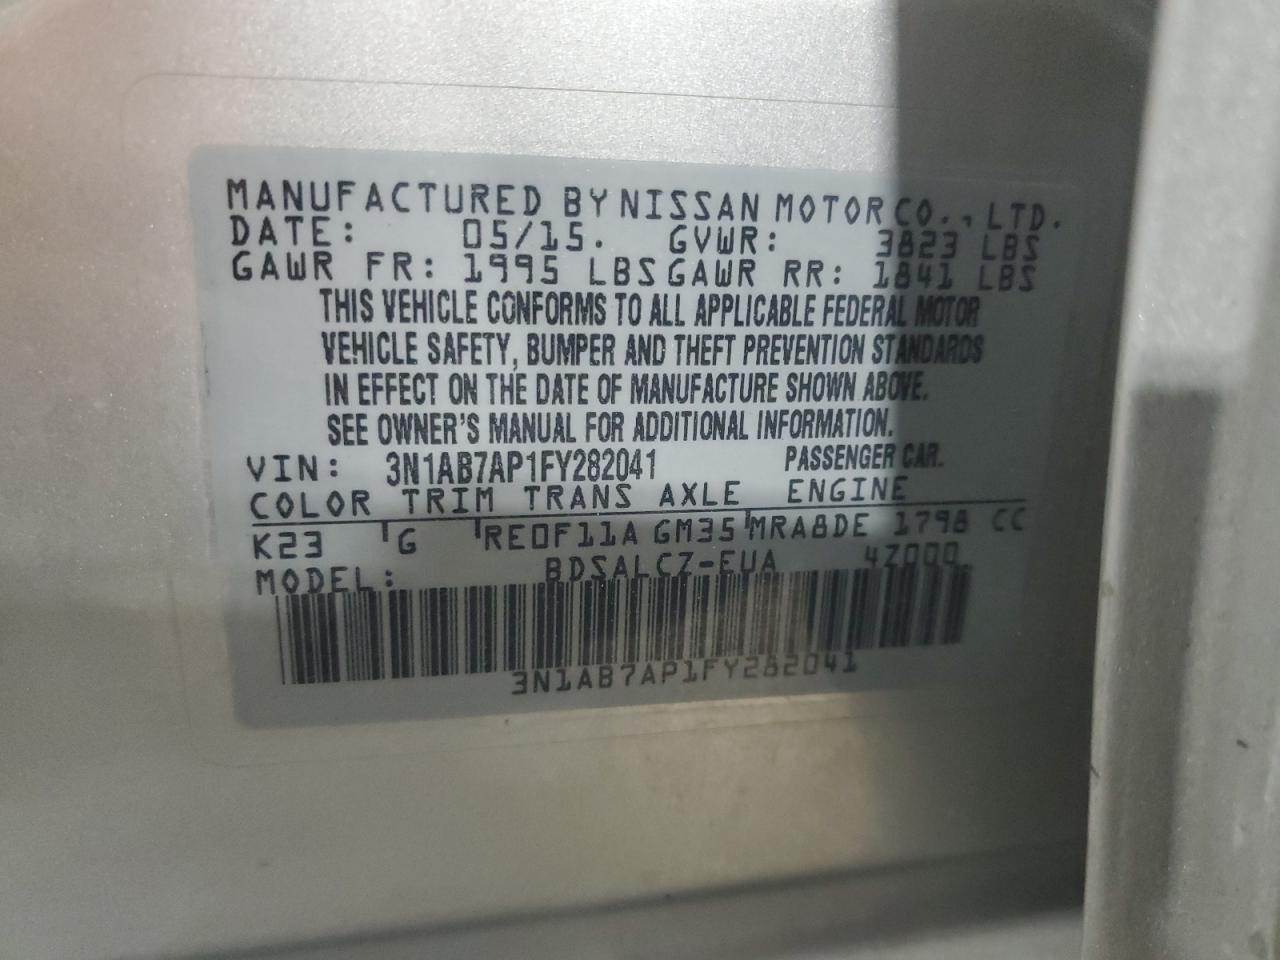 MANUFACTURED BY NISSAN MOTOR CO., LTD.
DATE: 05/15. GVWR: 3823 LBS
GAWR FR: 1995 LBS GAWR RR: 1841 LBS
THIS VEHICLE CONFORMS TO ALL APPLICABLE FEDERAL MOTOR
VEHICLE SAFETY, BUMPER AND THEFT PREVENTION STANDARDS
IN EFFECT ON THE DATE OF MANUFACTURE SHOWN ABOVE.
SEE OWNER'S MANUAL FOR ADDITIONAL INFORMATION.
VIN: 3N1AB7AP1FY282041 PASSENGER CAR.
COLOR TRIM TRANS AXLE ENGINE
K23 G RE0F11A GM35 MRA8DE 1798 CC
MODEL: BDSALCZ-EUA 4Z000
3N1AB7AP1FY282041